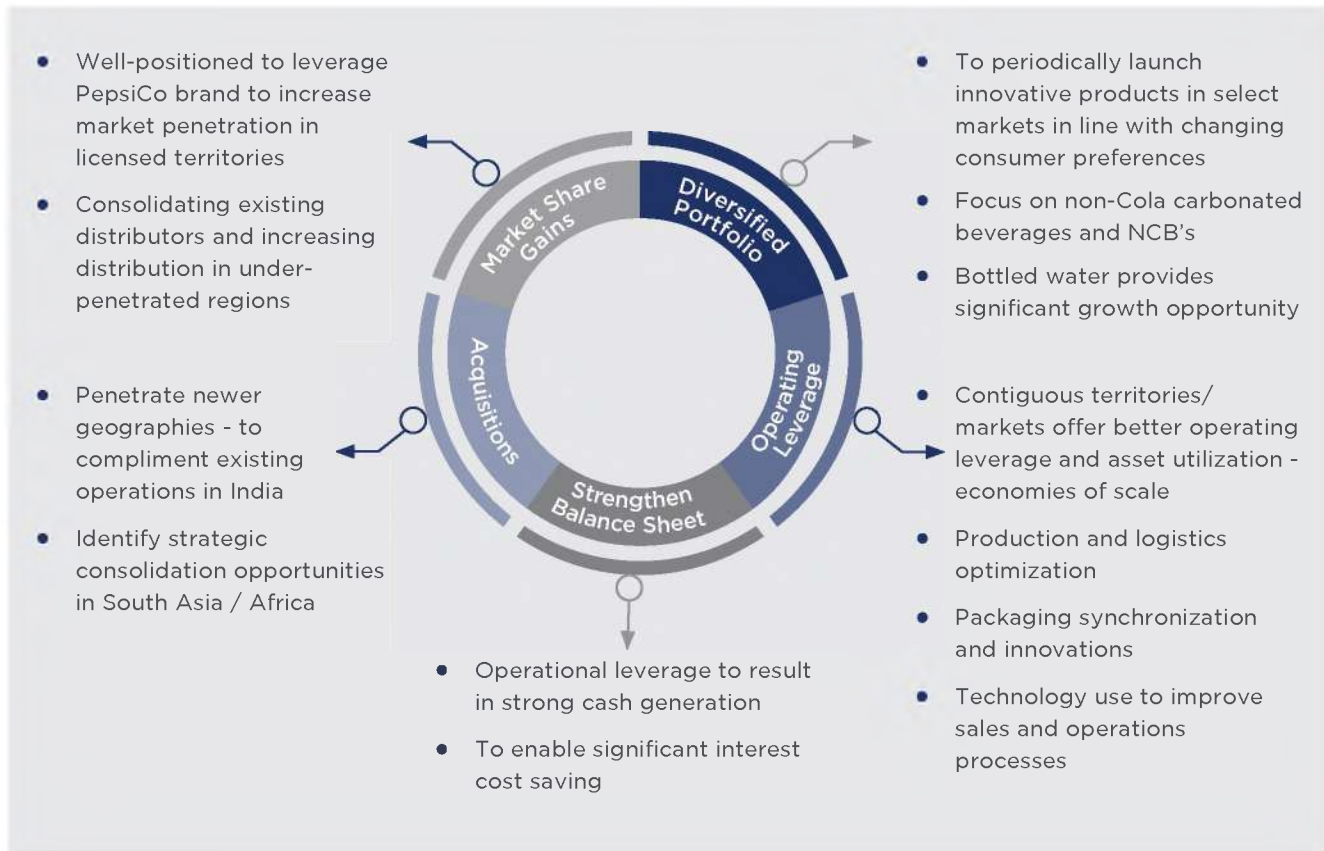 • Well-positioned to leverage
PepsiCo brand to increase
market penetration in
licensed territories
• Consolidating existing
distributors and increasing
distribution in under-
penetrated regions
• Penetrate newer
geographies - to
compliment existing
operations in India
• Identify strategic
consolidation opportunities
in South Asia / Africa
Market Share
Gains
Diversified
Portfolio
Acquisitions
Operating
Leverage
Strengthen
Balance Sheet
• Operational leverage to result
in strong cash generation
• To enable significant interest
cost saving
• To periodically launch
innovative products in select
markets in line with changing
consumer preferences
• Focus on non-Cola carbonated
beverages and NCB's
• Bottled water provides
significant growth opportunity
• Contiguous territories/
markets offer better operating
leverage and asset utilization -
economies of scale
• Production and logistics
optimization
• Packaging synchronization
and innovations
• Technology use to improve
sales and operations
processes